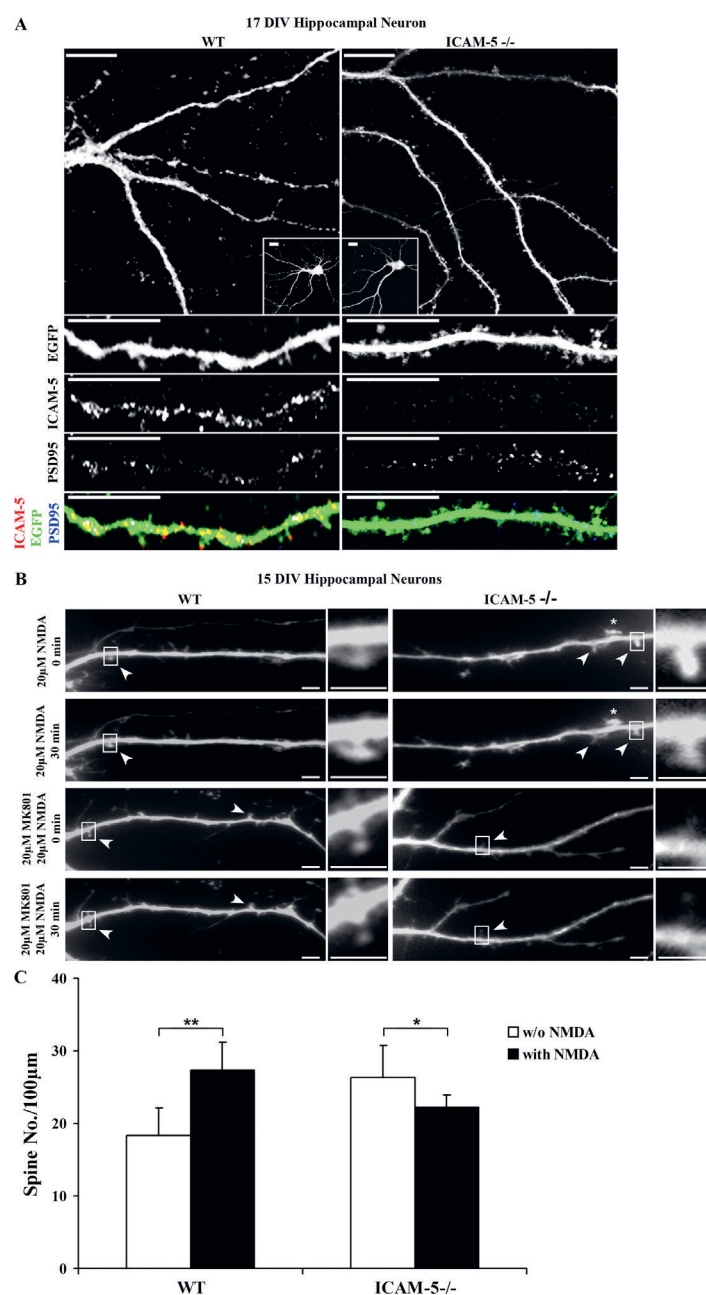 A
17 DIV Hippocampal Neuron
WT
ICAM-5 -/-
EGFP
ICAM-5
PSD95
ICAM-5
EGFP
PSD95
B
15 DIV Hippocampal Neurons
WT
ICAM-5 -/-
20µM NMDA
0 min
*
20µM NMDA
30 min
*
20µM MK801
20µM NMDA
0 min
20µM MK801
20µM NMDA
30 min
C
Spine No./100µm
40
30
20
10
0
**
*
w/o NMDA
with NMDA
WT
ICAM-5-/-